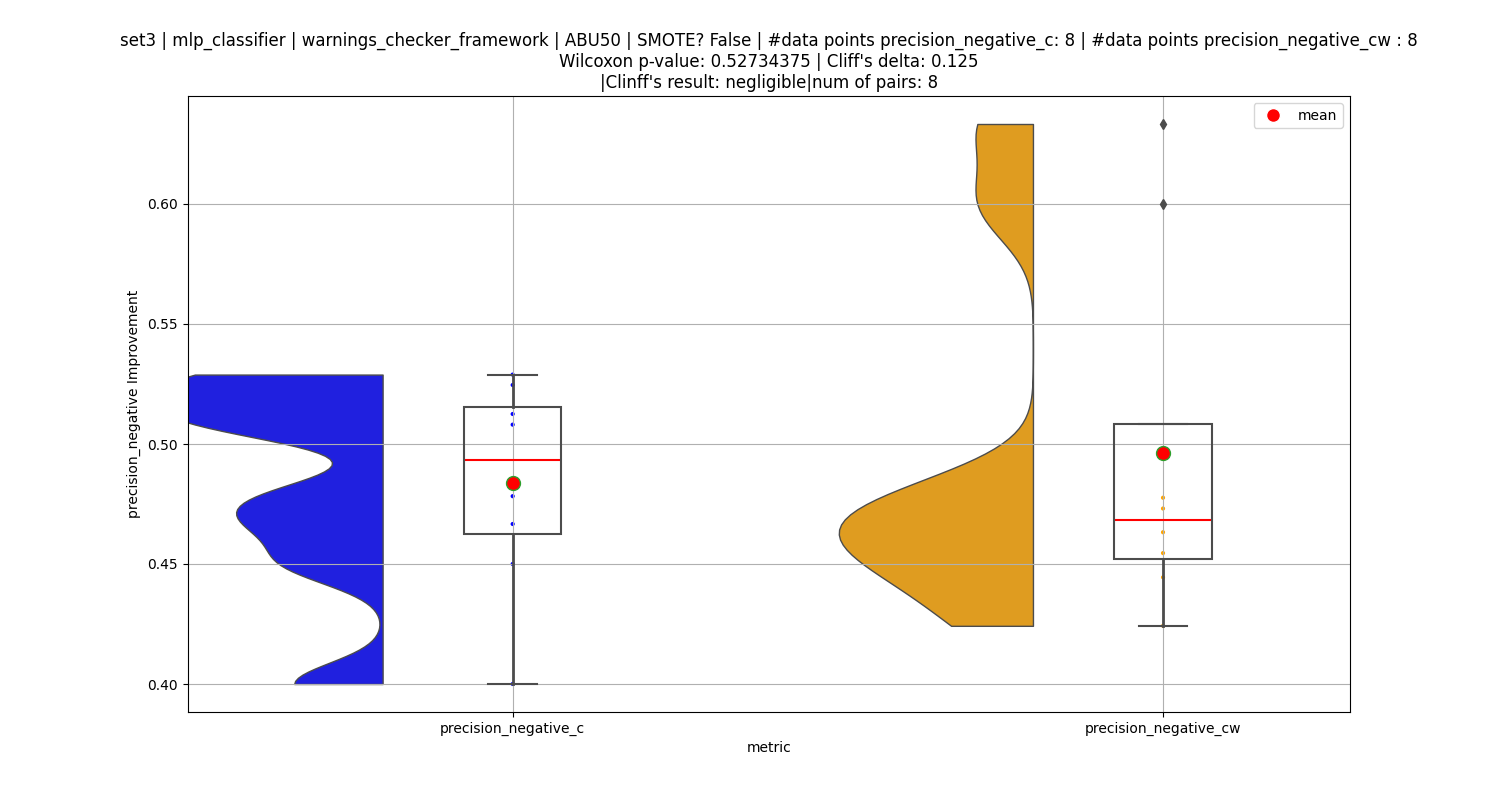 set3 | mlp_classifier | warnings_checker_framework | ABU50 | SMOTE? False | #data points precision_negative_c: 8 | #data points precision_negative_cw : 8
Wilcoxon p-value: 0.52734375 | Cliff's delta: 0.125
|Clinff's result: negligible|num of pairs: 8
mean
0.60
0.55
0.50
0.45
0.40
precision_negative Improvement
precision_negative_c
precision_negative_cw
metric